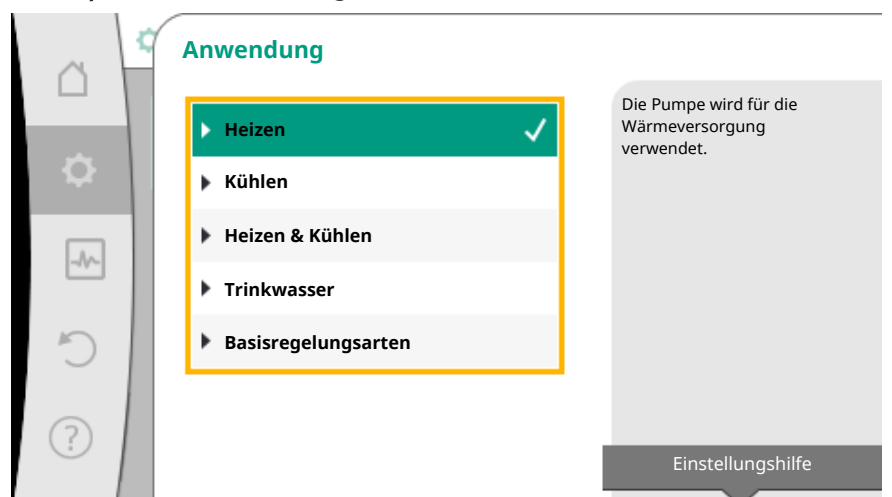 Anwendung
Heizen
Kühlen
Heizen & Kühlen
Trinkwasser
Basisregelungsarten
Die Pumpe wird für die
Wärmeversorgung
verwendet.
Einstellungshilfe
?